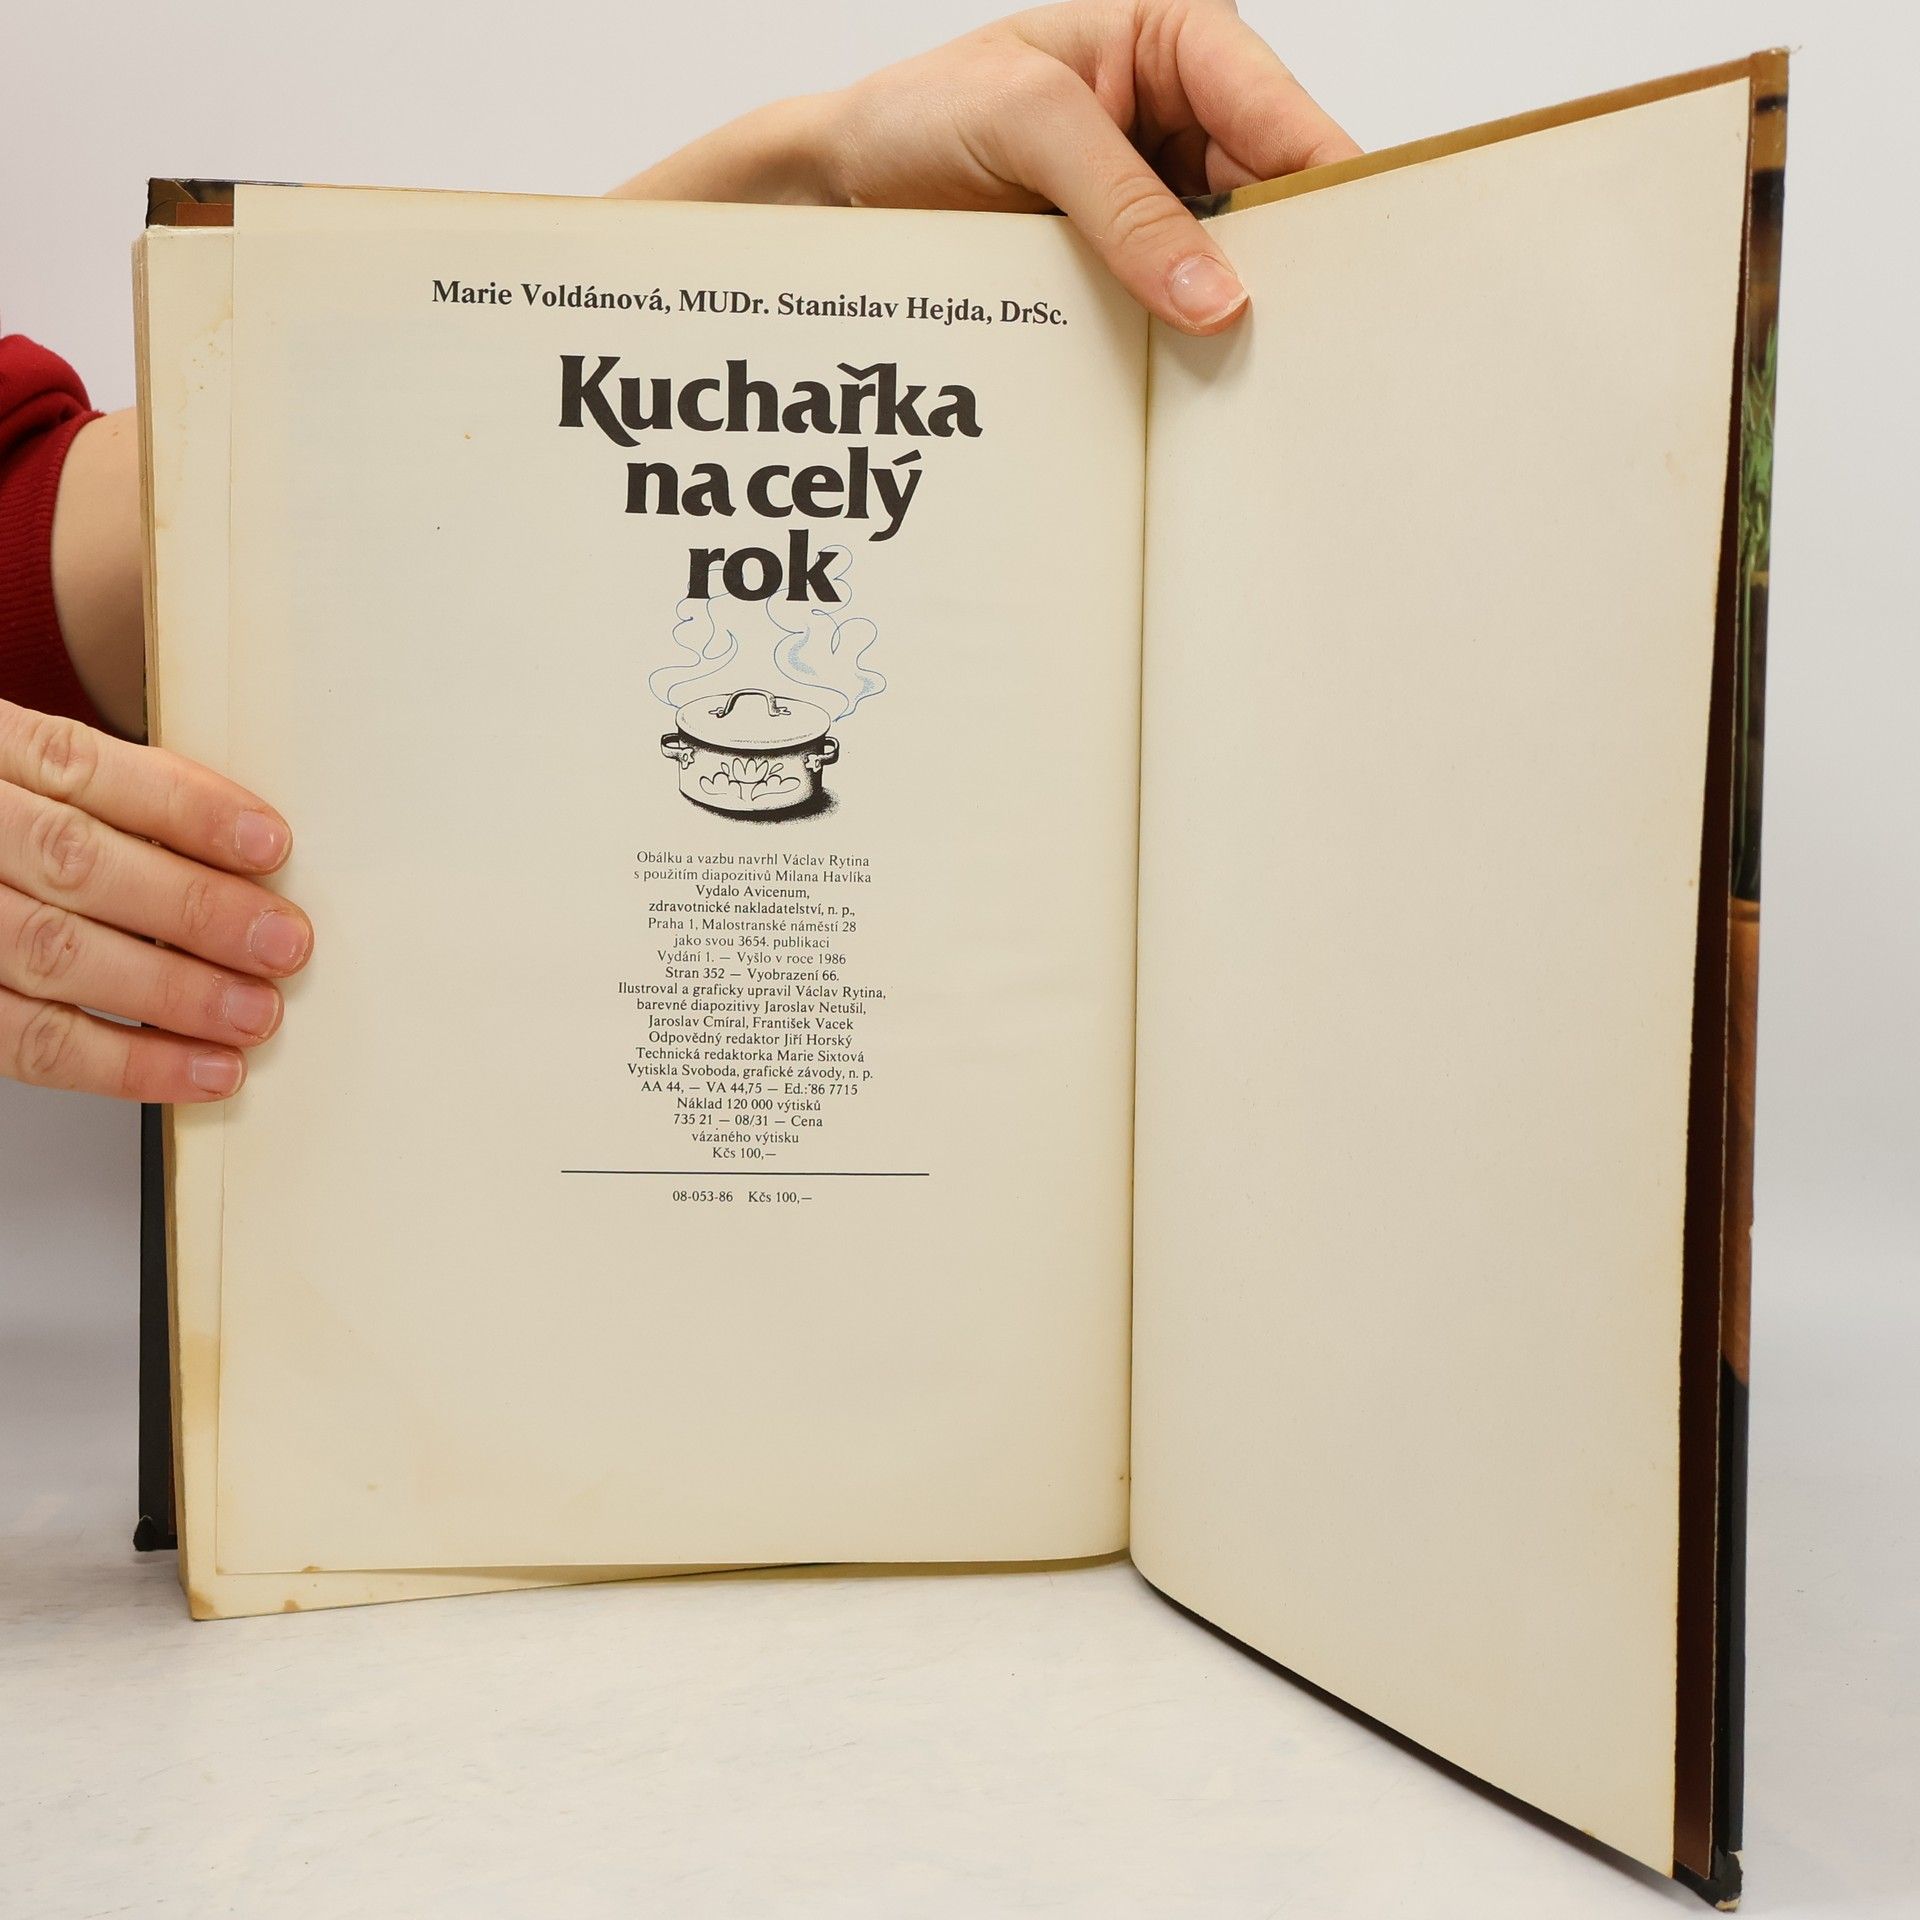 Marie Voldánová, MUDr. Stanislav Hejda, DrSc.
Kuchařka
na celý
rok
Obálku a vazbu navrhl Václav Rytina
s použitím diapozitivů Milana Havlíka
Vydalo Avicenum,
zdravotnické nakladatelství, n. p.,
Praha 1, Malostranské náměstí 28
jako svou 3654. publikaci
Vydání 1. — Vyšlo v roce 1986
Stran 352 — Vyobrazení 66.
Ilustroval a graficky upravil Václav Rytina,
barevné diapozitivy Jaroslav Netušil,
Jaroslav Cmíral, František Vacek
Odpovědný redaktor Jiří Horský
Technická redaktorka Marie Sixtová
Vytiskla Svoboda, grafické závody, n. p.
AA 44, — VA 44,75 — Ed.: 86 7715
Náklad 120 000 výtisků
735 21 — 08/31 — Cena
vázaného výtisku
Kčs 100,—
08-053-86 Kčs 100,—